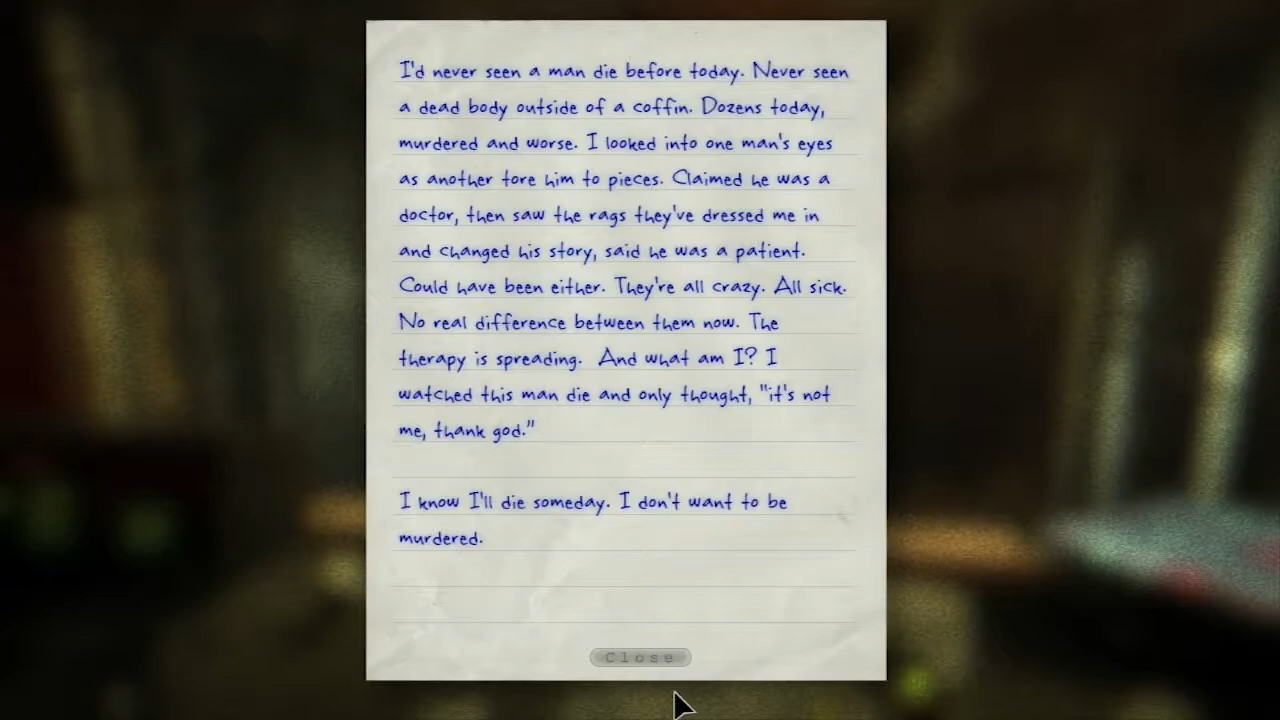 I'd never seen a man die before today. Never seen
a dead body outside of a coffin. Dozens today,
murdered and worse. I looked into one man's eyes
as another tore him to pieces. Claimed he was a
doctor, then saw the rags they've dressed me in
and changed his story, said he was a patient.
Could have been either. They're all crazy. All sick.
No real difference between them now. The
therapy is spreading. And what am I? I
watched this man die and only thought, "it's not
me, thank god."
I know I'll die someday. I don't want to be
murdered.
Close